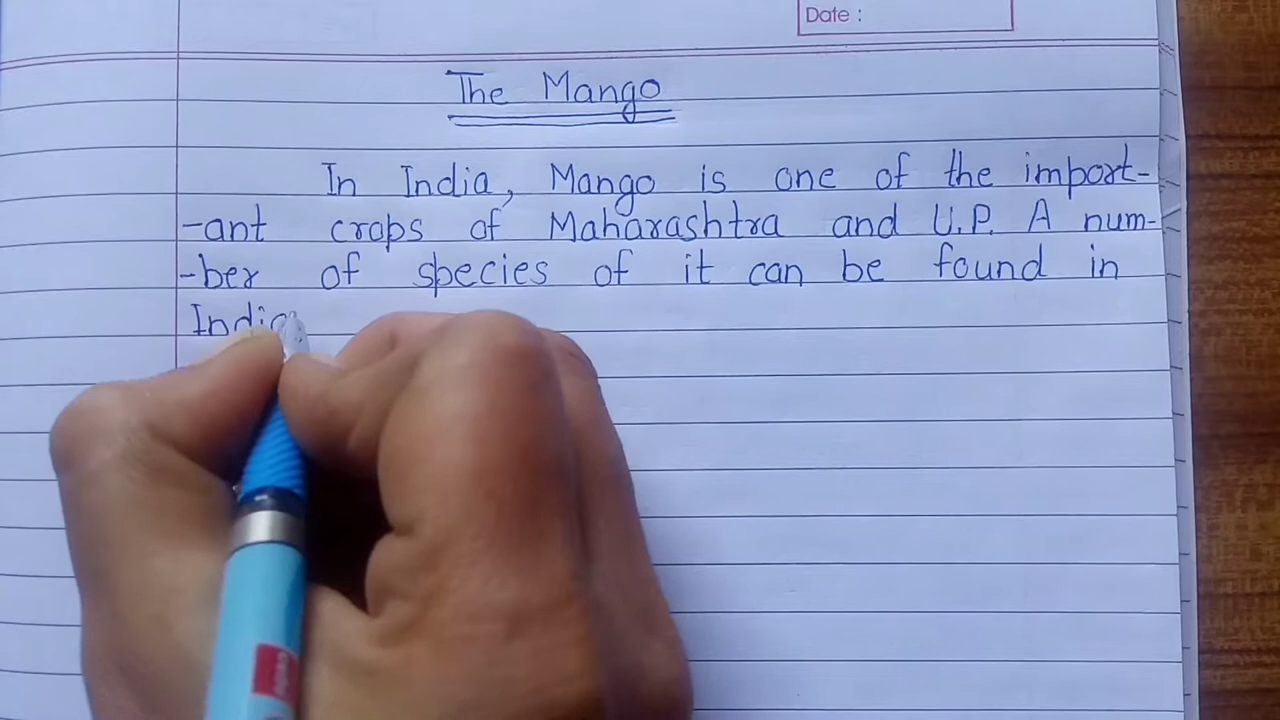 Date :
The Mango
In India, Mango is one of the import-
-ant crops of Maharashtra and U.P. A num-
-ber of species of it can be found in
India